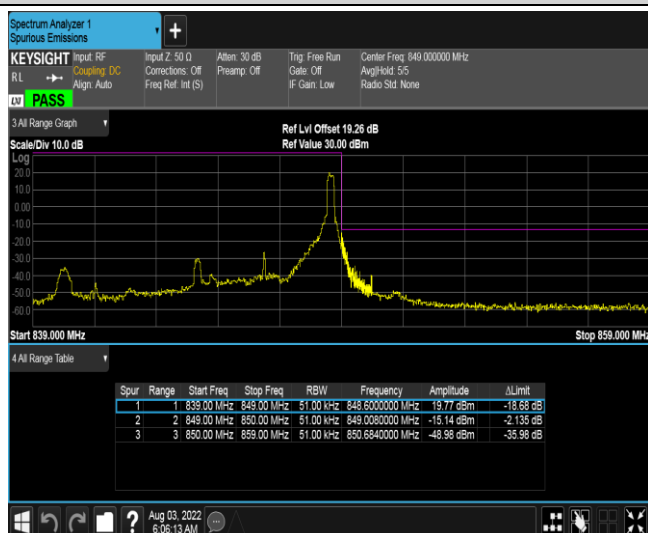 Spectrum Analyzer 1
Spurious Emissions
+
KEYSIGHT Input: RF Input Z: 50 Ω Atten: 30 dB Trig: Free Run Center Freq: 849.000000 MHz
Coupling: DC Corrections: Off Preamp: Off Gate: Off Avg|Hold: 5/5
RL Align: Auto Freq Ref: Int (S) IF Gain: Low Radio Std: None
LXI PASS
3 All Range Graph
Ref Lvl Offset 19.26 dB
Scale/Div 10.0 dB Ref Value 30.00 dBm
Log
20.0
10.0
0.00
-10.0
-20.0
-30.0
-40.0
-50.0
-60.0
Start 839.000 MHz Stop 859.000 MHz
4 All Range Table
Spur Range Start Freq Stop Freq RBW Frequency Amplitude ΔLimit
1 1 839.00 MHz 849.00 MHz 51.00 kHz 848.6000000 MHz 19.77 dBm -18.68 dB
2 2 849.00 MHz 850.00 MHz 51.00 kHz 849.0080000 MHz -15.14 dBm -2.135 dB
3 3 850.00 MHz 859.00 MHz 51.00 kHz 850.6840000 MHz -48.98 dBm -35.98 dB
? Aug 03, 2022
6:06:13 AM